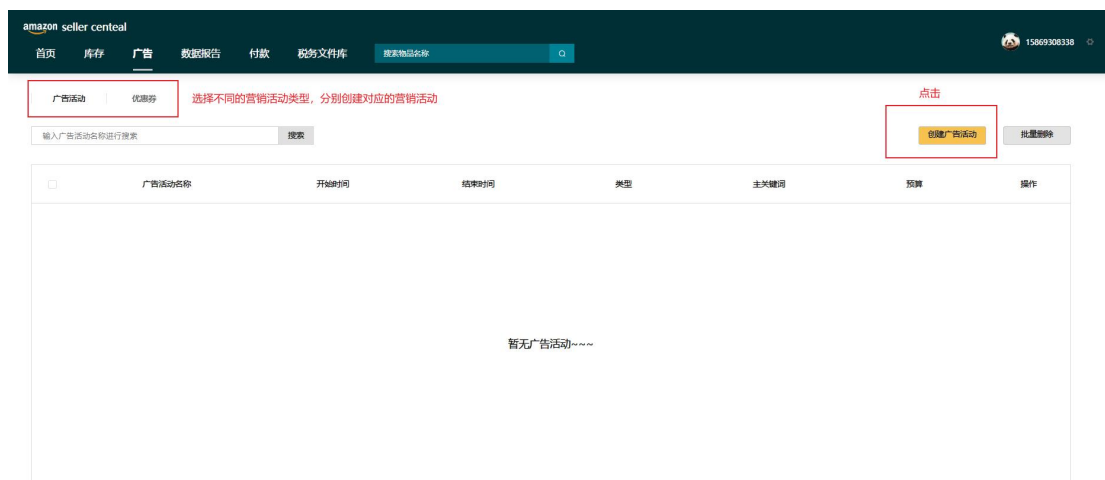 amazon seller centeal
首页 库存 广告 数据报告 付款 税务文件库 搜索物品名称 15869308338
广告活动 优惠券 选择不同的营销活动类型，分别创建对应的营销活动 点击
输入广告活动名称进行搜索 搜索 创建广告活动 批量删除
广告活动名称 开始时间 结束时间 类型 主关键词 预算 操作
暂无广告活动~~~